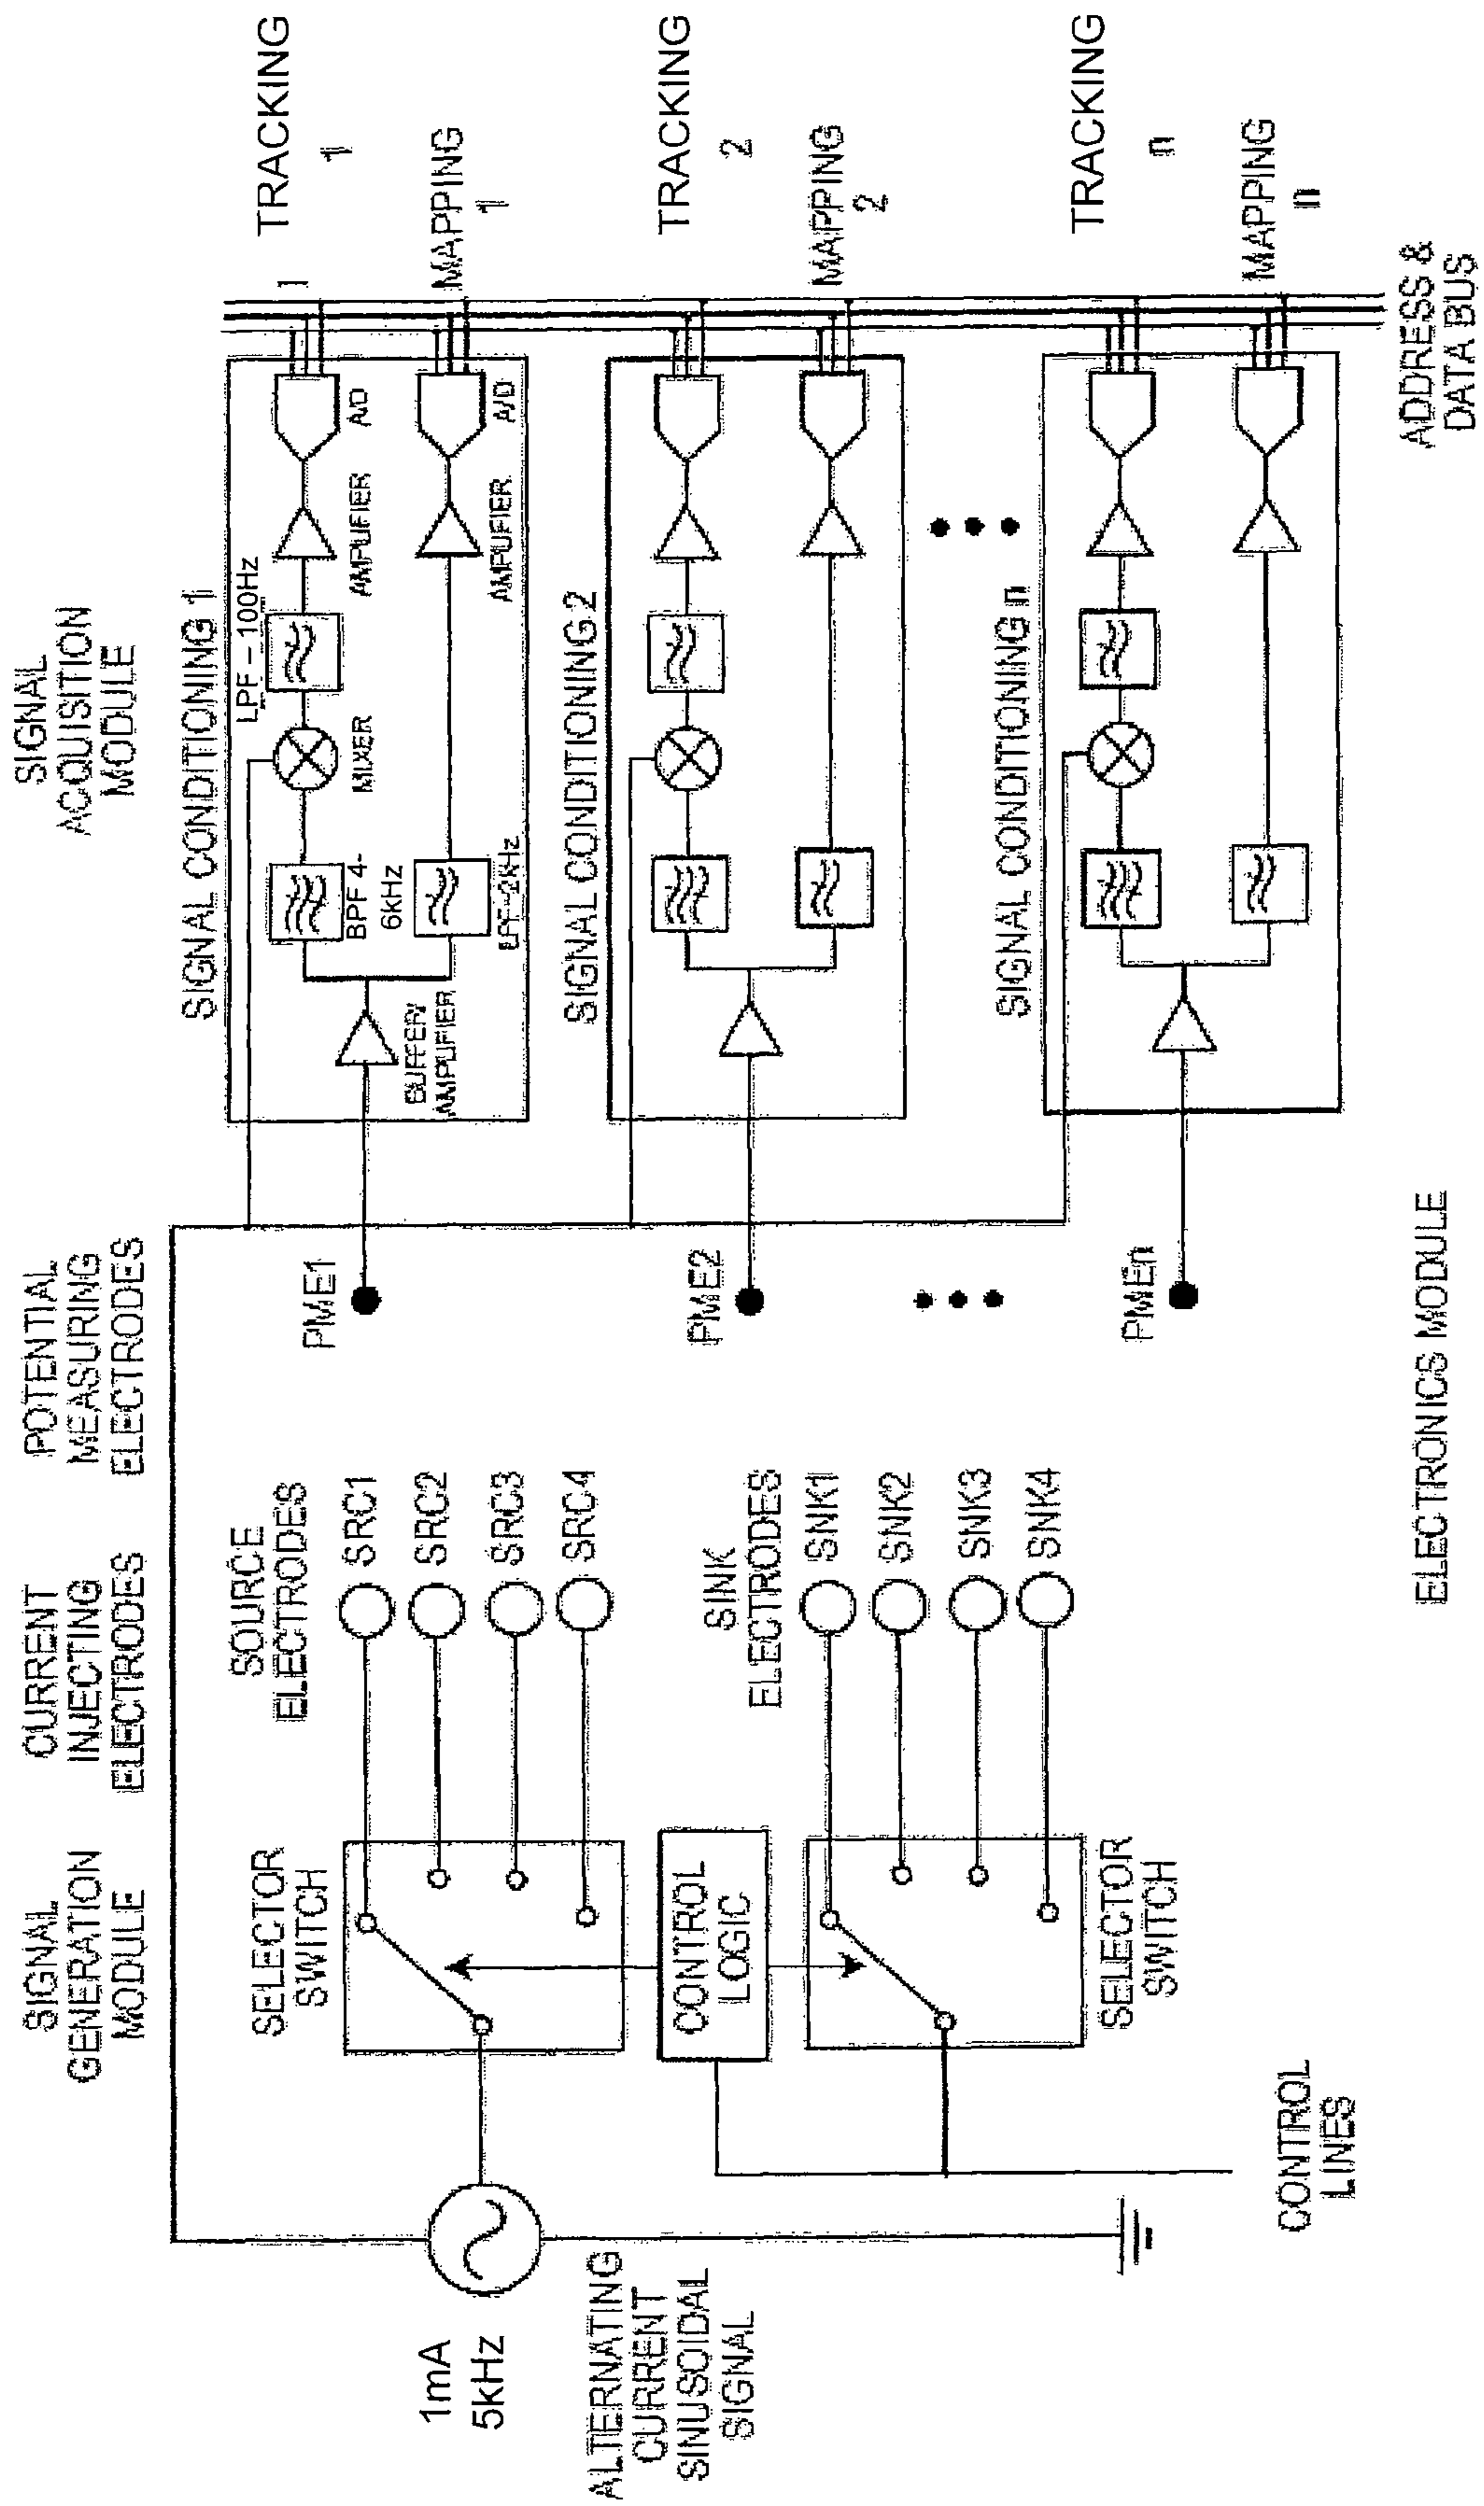 SIGNAL
GENERATION
MODULE
CURRENT
INJECTING
ELECTRODES
POTENTIAL
MEASURING
ELECTRODES
SIGNAL
ACQUISITION
MODULE
1mA
5kHz
ALTERNATING
CURRENT
SINUSOIDAL
SIGNAL
SELECTOR
SWITCH
CONTROL
LOGIC
SELECTOR
SWITCH
CONTROL
LINES
SOURCE
ELECTRODES
SRC1
SRC2
SRC3
SRC4
SINK
ELECTRODES
SNK1
SNK2
SNK3
SNK4
PME1
PME2
PMEn
SIGNAL CONDITIONING 1
BUFFER/
AMPLIFIER
BPF 4-
6kHz
LPF-2kHz
MIXER
LPF - 100Hz
AMPLIFIER
AMPLIFIER
A/D
A/D
SIGNAL CONDITIONING 2
SIGNAL CONDITIONING n
TRACKING
1
MAPPING
1
TRACKING
2
MAPPING
2
TRACKING
n
MAPPING
n
ADDRESS &
DATA BUS
ELECTRONICS MODULE